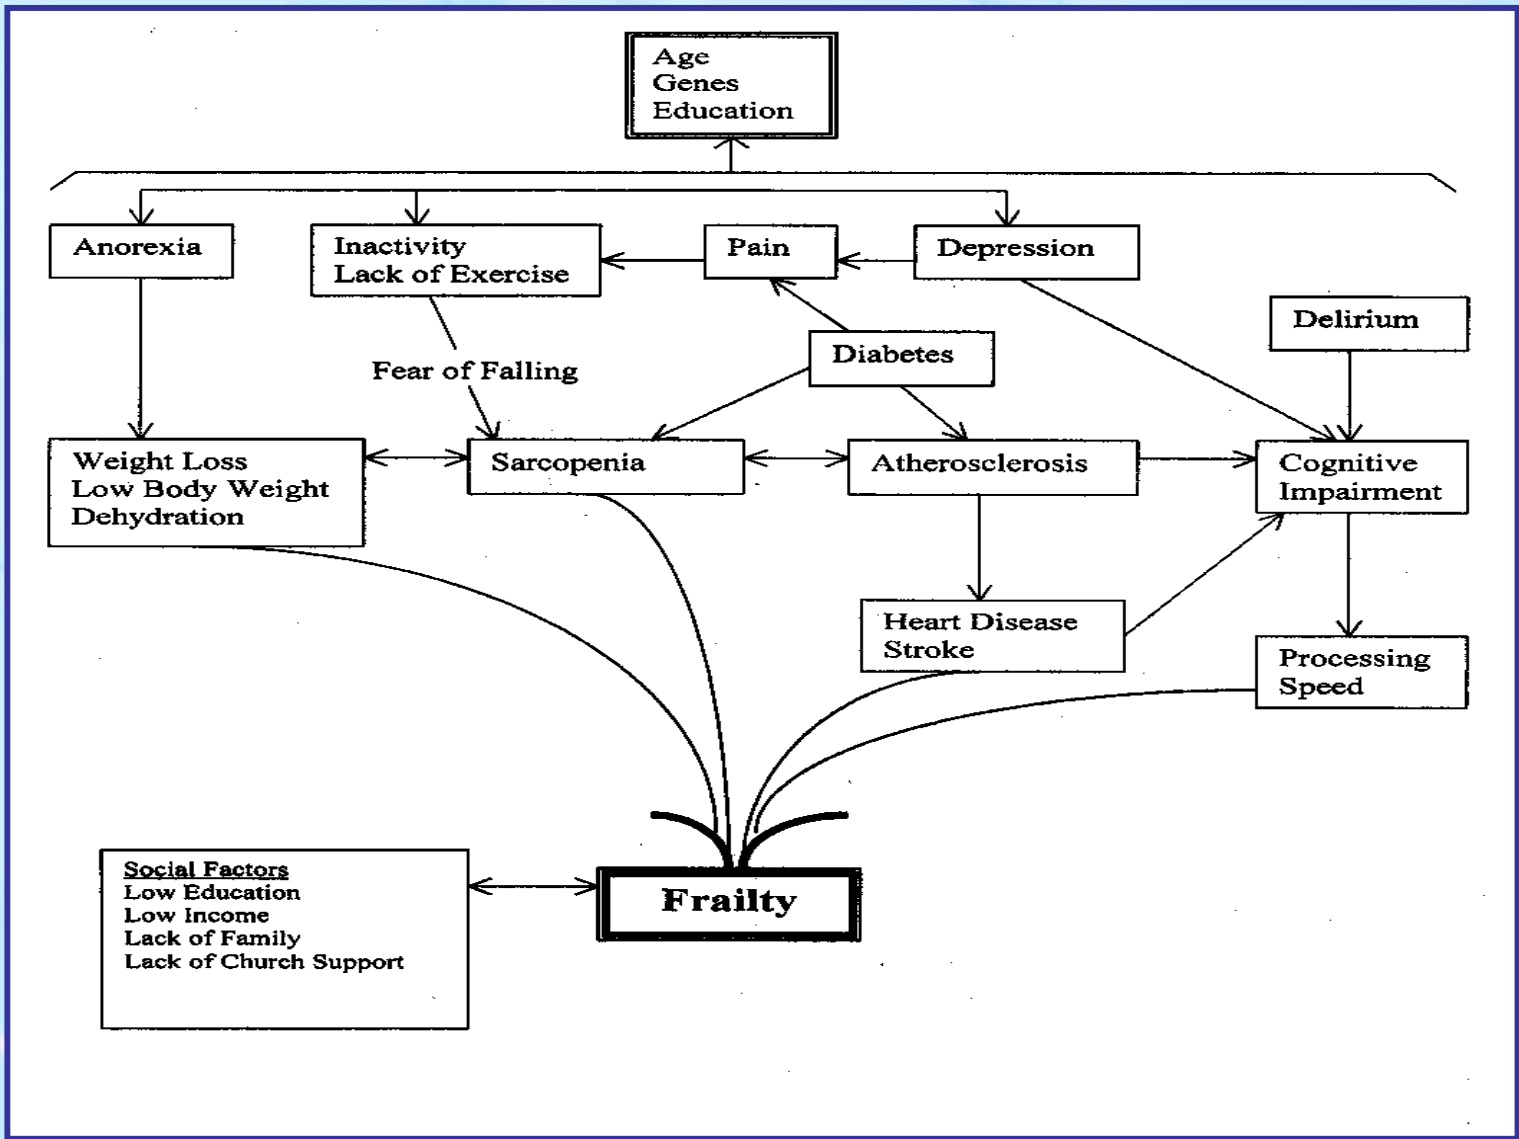 Age
Genes
Education
Anorexia
Inactivity
Lack of Exercise
Pain
Depression
Delirium
Diabetes
Fear of Falling
Weight Loss
Low Body Weight
Dehydration
Sarcopenia
Atherosclerosis
Cognitive
Impairment
Heart Disease
Stroke
Processing
Speed
Social Factors
Low Education
Low Income
Lack of Family
Lack of Church Support
Frailty